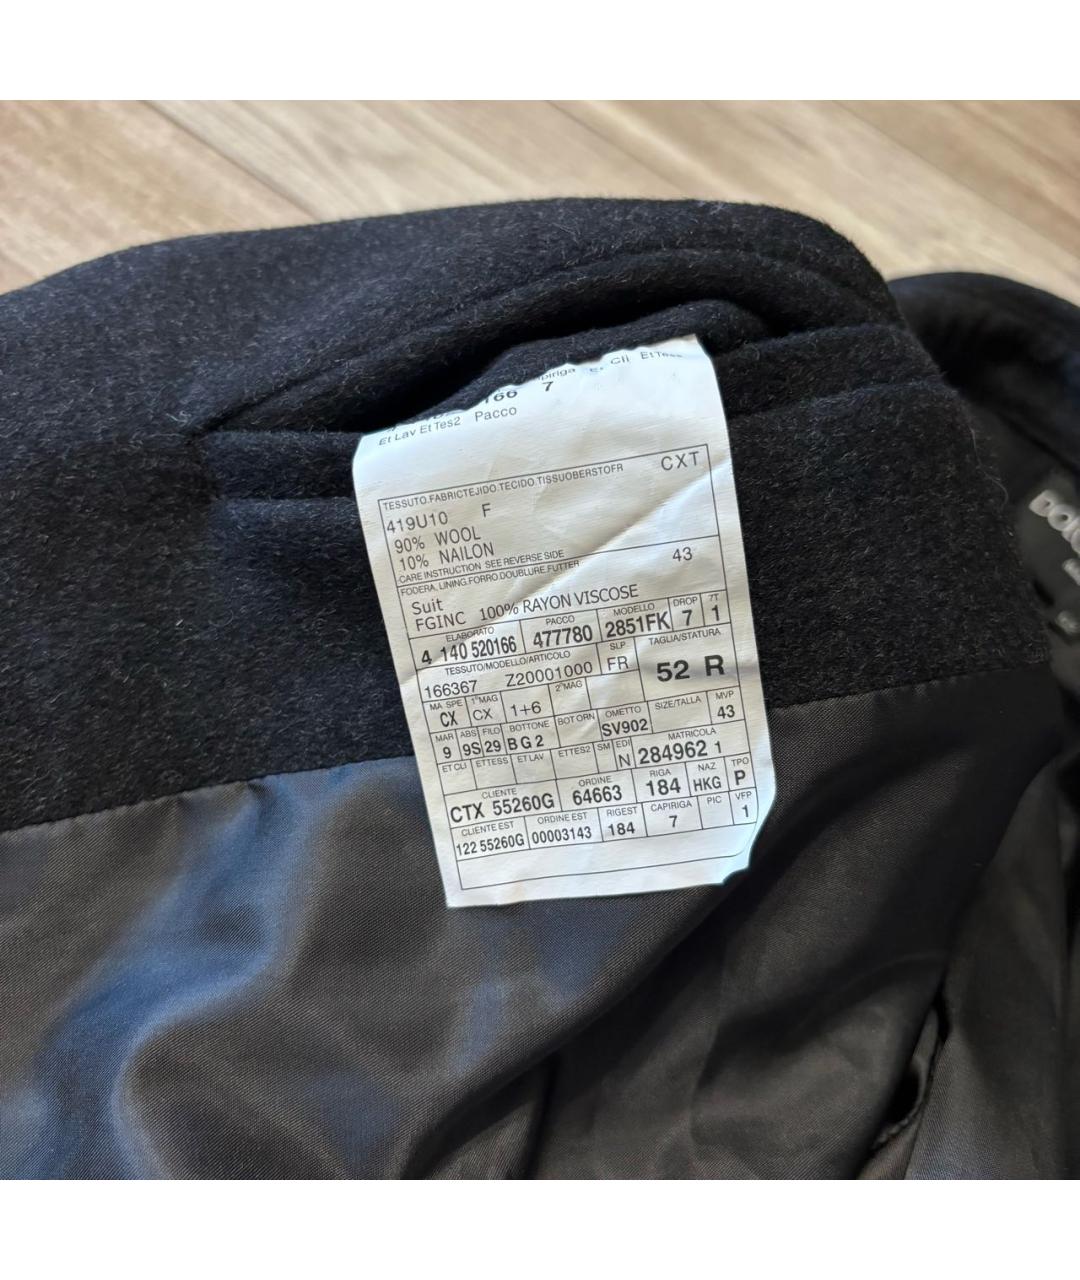 166 7
Et Lav Et Tes2 Pacco
TESSUTO.FABRICTEJIDO.TECIDO.TISSUOBERSTOFR CXT
419U10 F
90% WOOL
10% NAILON
CARE INSTRUCTION SEE REVERSE SIDE
FODERA. LINING.FORRO.DOUBLURE.FUTTER 43
Suit
FGINC 100% RAYON VISCOSE
ELABORATO PACCO MODELLO DROP 7T
4 140 520166 477780 2851FK 7 1
TESSUTO/MODELLO/ARTICOLO SLP TAGLIA/STATURA
166367 Z20001000 FR 52 R
MA SPE 1°MAG 2°MAG
CX CX 1+6
MAR ABS FILO BOTTONE BOT ORN OMETTO SIZE/TALLA MVP
9 9S 29 BG2 SV902 43
ET CLI ETTESS ET LAV ETTES2 SM EDI MATRICOLA
N 284962 1
CLIENTE ORDINE RIGA NAZ TPO
CTX 55260G 64663 184 HKG P
CLIENTE EST ORDINE EST RIGEST CAPIRIGA PIC VFP
122 55260G 00003143 184 7 1